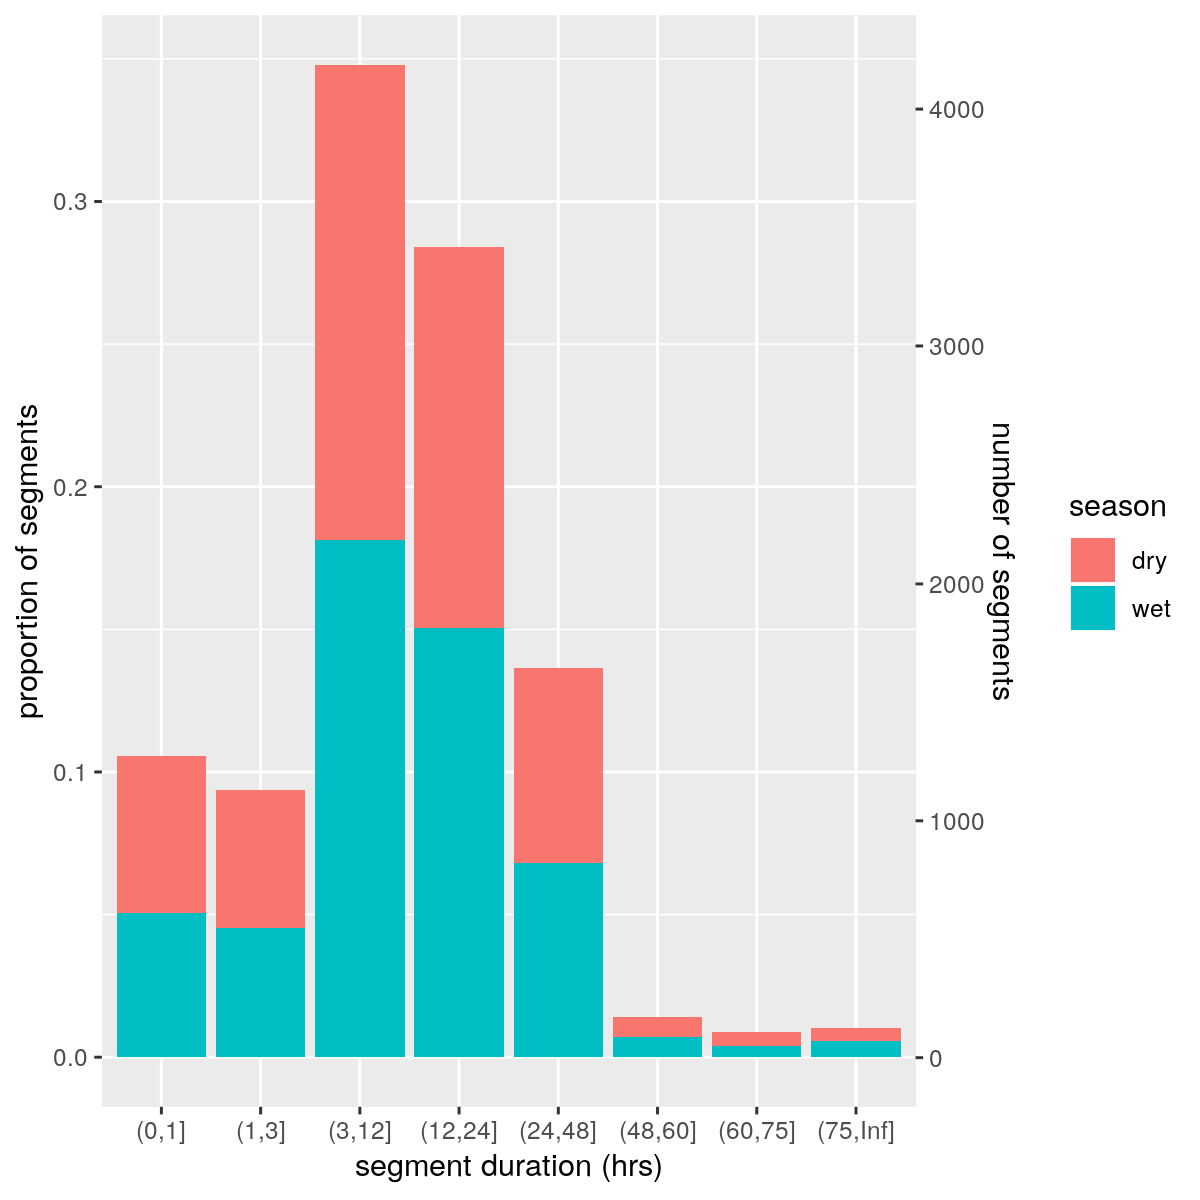 proportion of segments
0.3
0.2
0.1
0.0
4000
3000
2000
1000
0
number of segments
(0,1] (1,3] (3,12] (12,24] (24,48] (48,60] (60,75] (75,Inf]
segment duration (hrs)
season
dry
wet